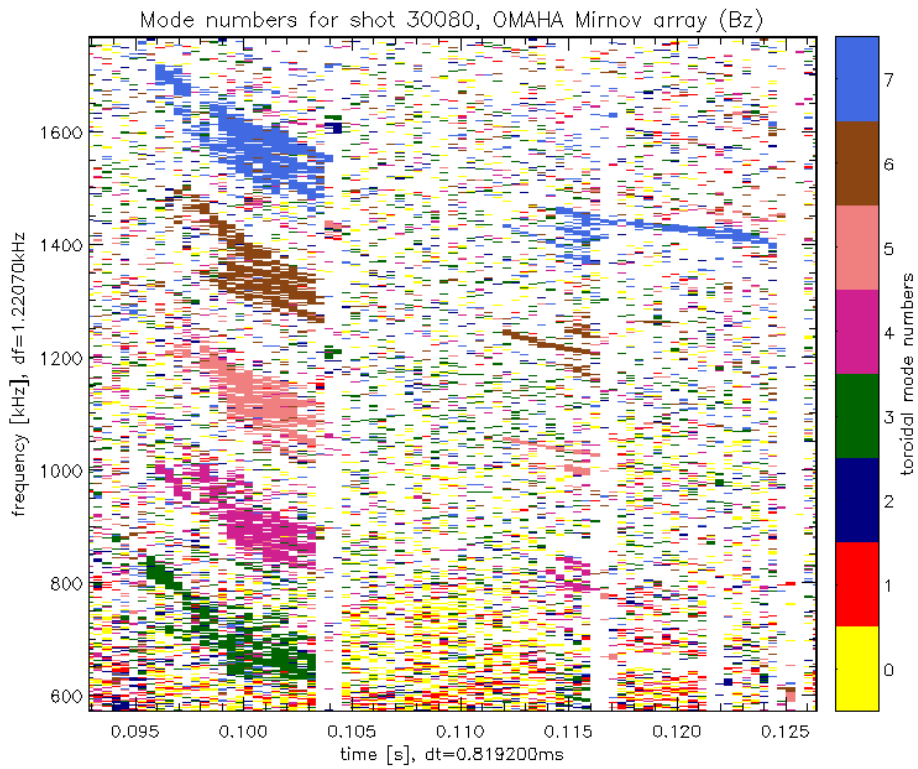 Mode numbers for shot 30080, OMAHA Mirnov array (Bz)
frequency [kHz], df=1.22070kHz
1600
1400
1200
1000
800
600
0.095 0.100 0.105 0.110 0.115 0.120 0.125
time [s], dt=0.819200ms
7
6
5
4
3
2
1
0
toroidal mode numbers